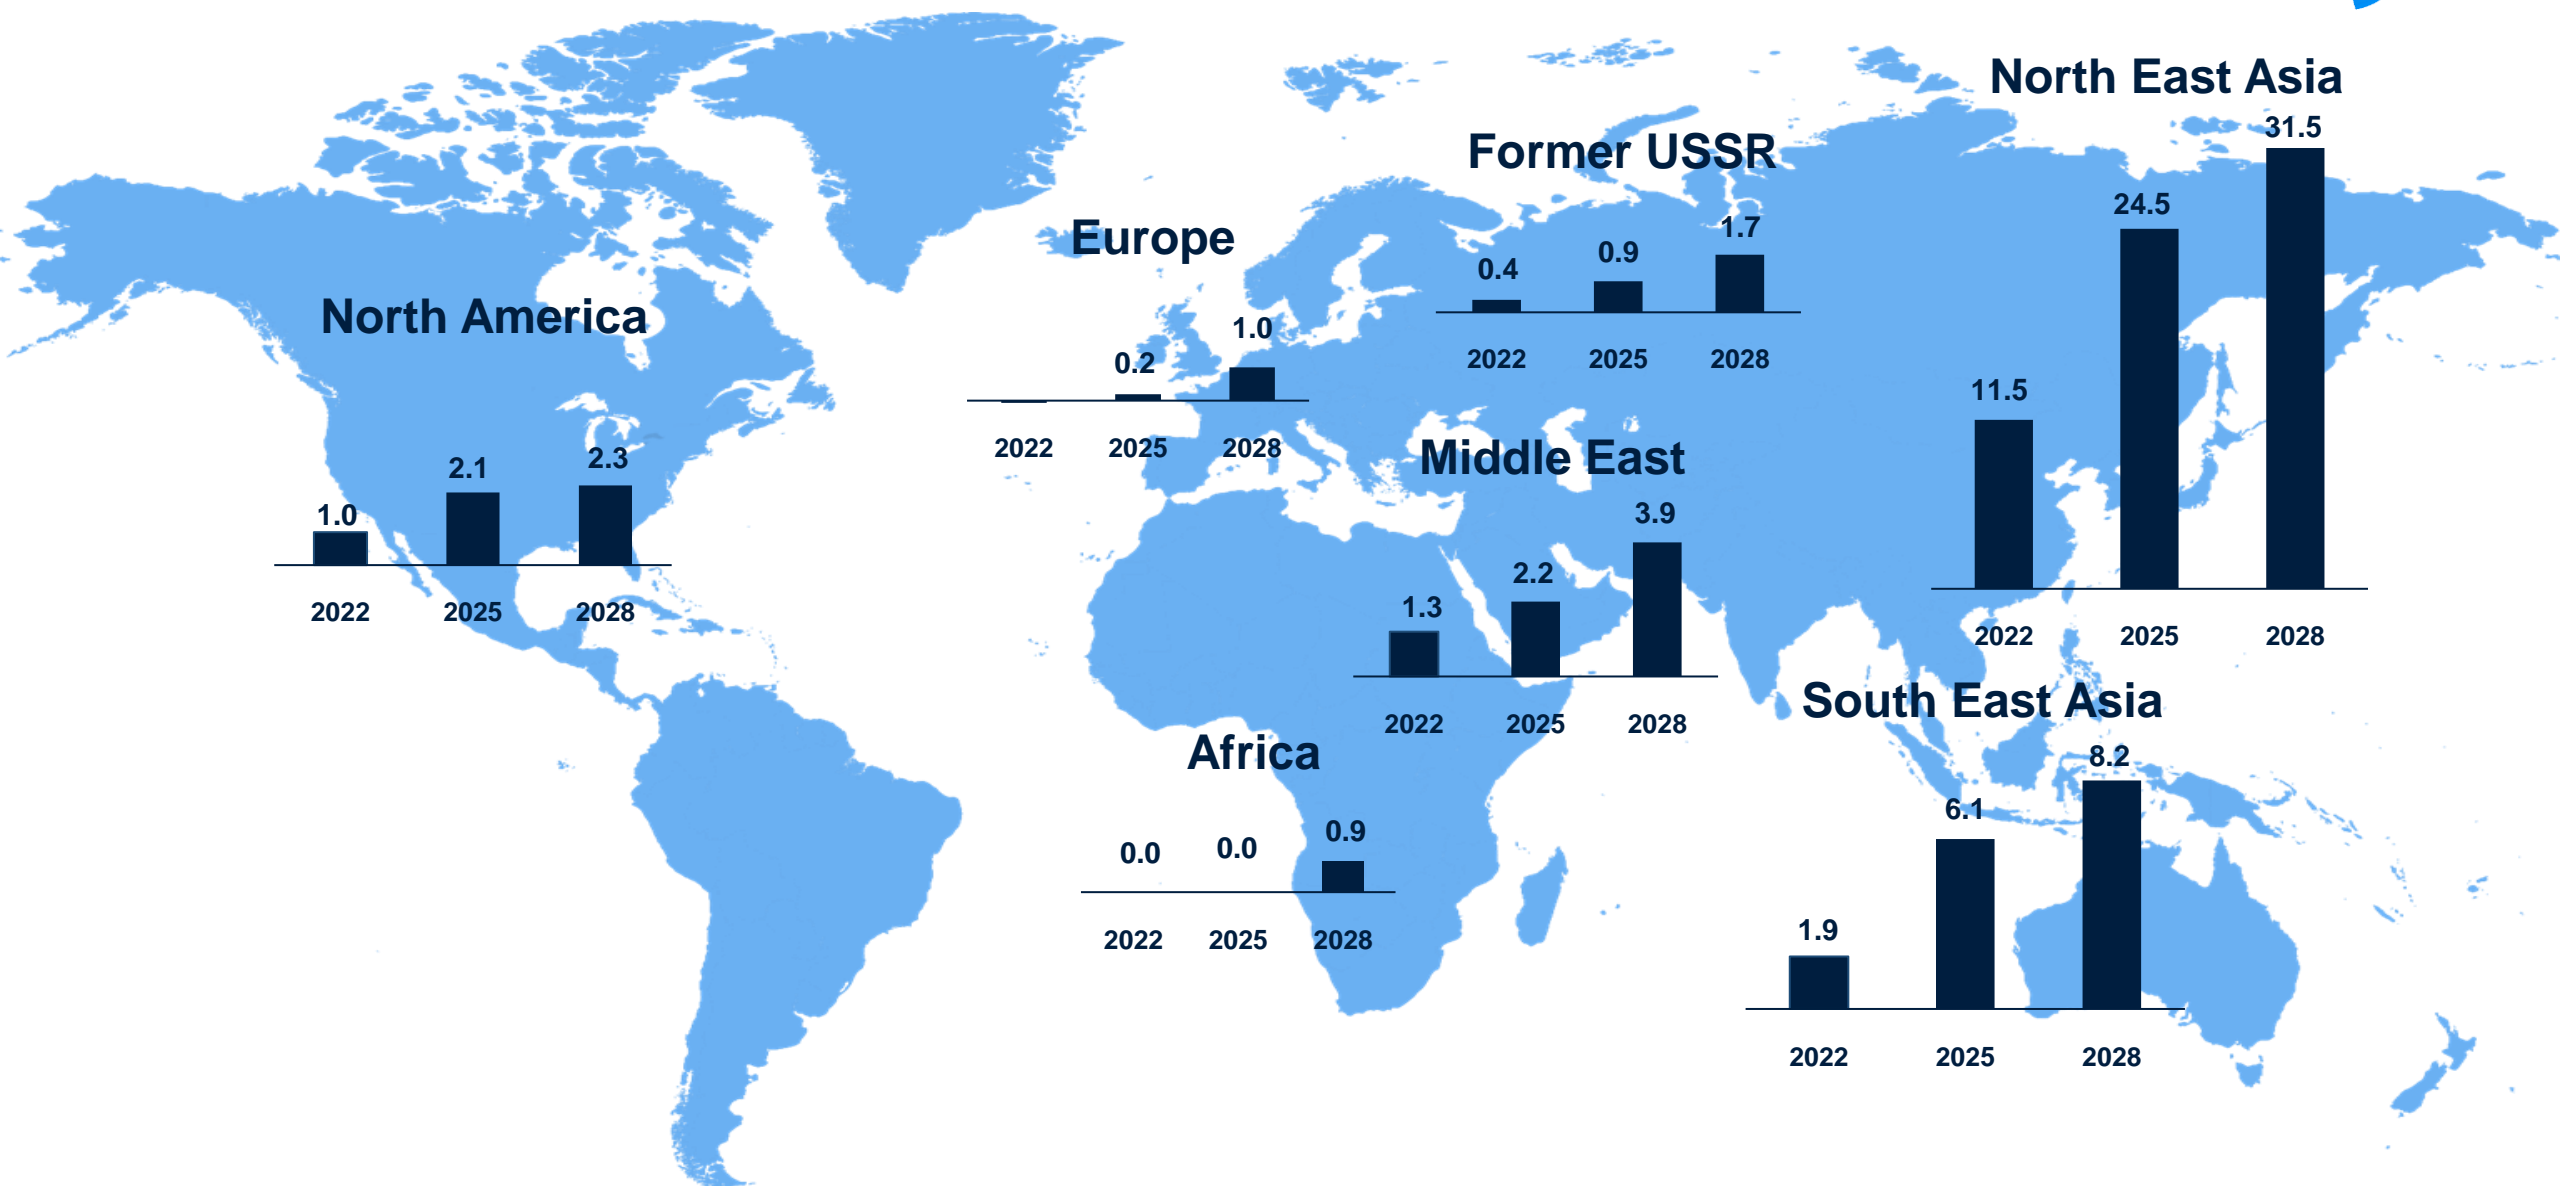 North East Asia
31.5
24.5
11.5
2022 2025 2028
Former USSR
1.7
0.9
0.4
2022 2025 2028
Europe
1.0
0.2
2022 2025 2028
North America
2.3
2.1
1.0
2022 2025 2028
Middle East
3.9
2.2
1.3
2022 2025 2028
South East Asia
8.2
6.1
1.9
2022 2025 2028
Africa
0.9
0.0 0.0
2022 2025 2028